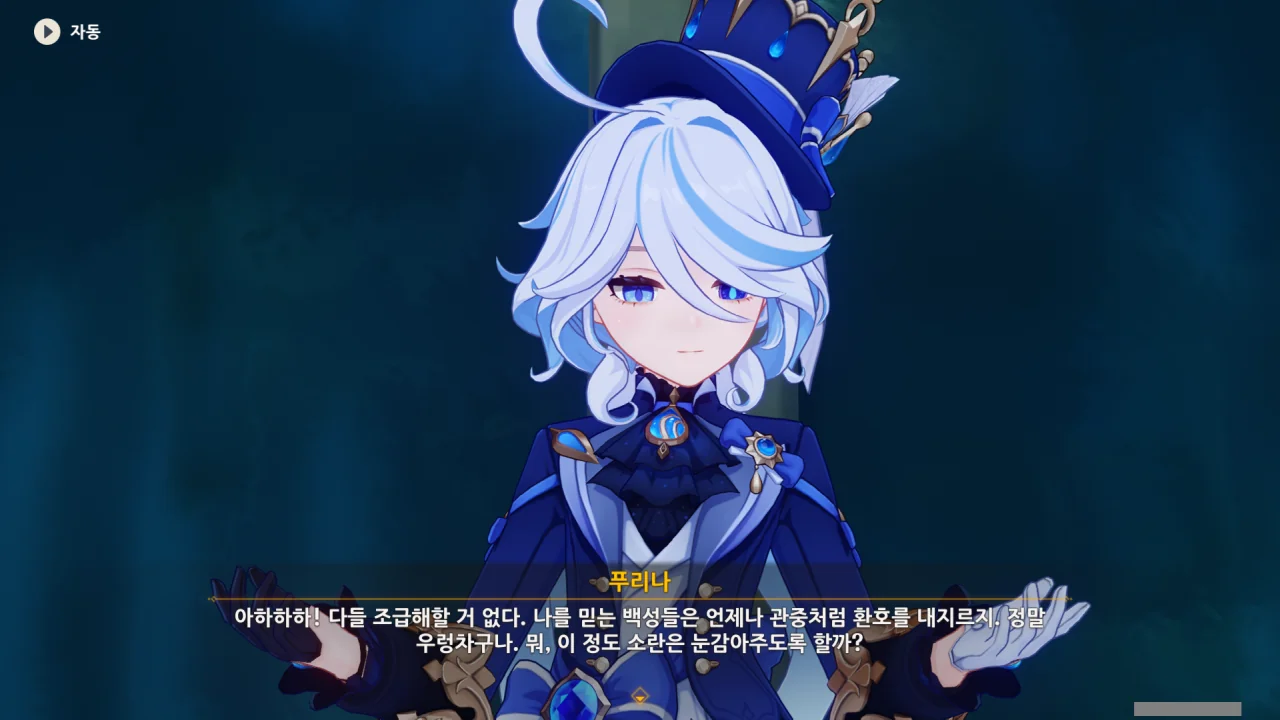 자동
푸리나
아하하하! 다들 조급해할 거 없다. 나를 믿는 백성들은 언제나 관중처럼 환호를 내지르지. 정말
우렁차구나. 뭐, 이 정도 소란은 눈감아주도록 할까?